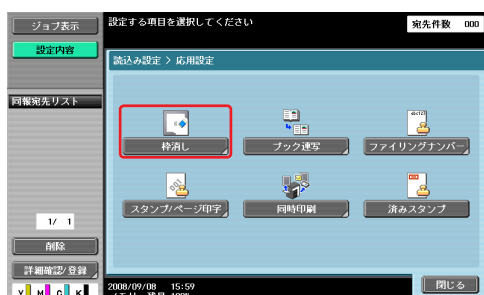 ジョブ表示
設定する項目を選択してください
宛先件数 000
設定内容
読込み設定 > 応用設定
同報宛先リスト
枠消し
ブック連写
ファイリングナンバー
スタンプ/ページ印字
同時印刷
済みスタンプ
1/ 1
削除
詳細確認/登録
閉じる
2008/09/08 15:59
Y M C K